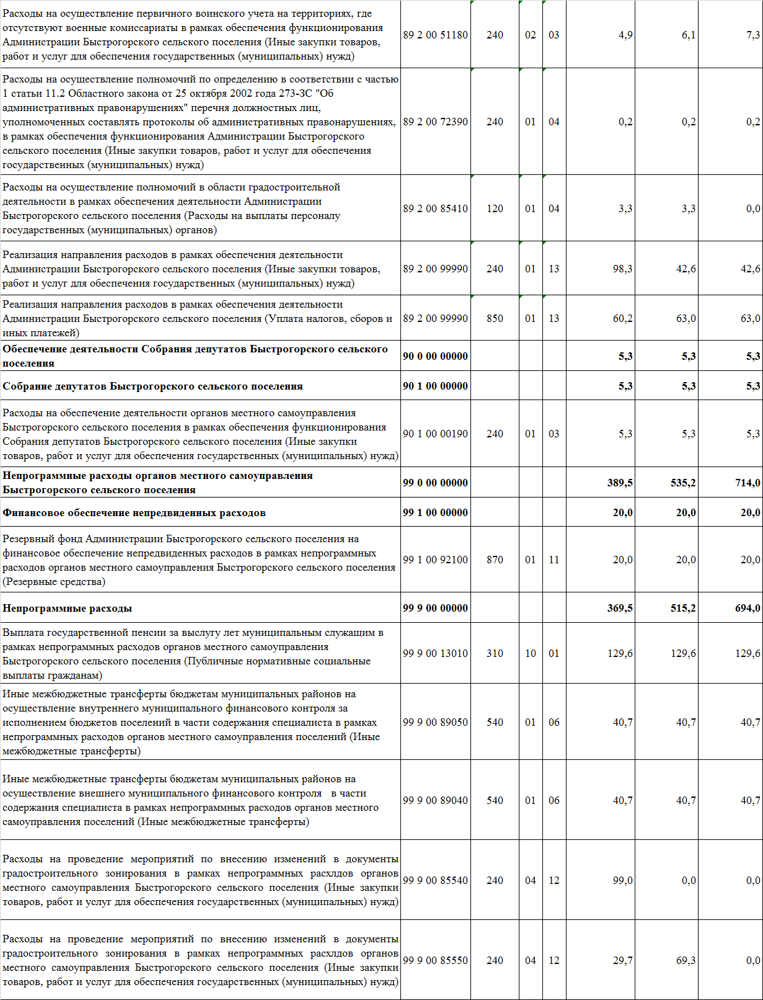 Расходы на осуществление первичного воинского учета на территориях, где
отсутствуют военные комиссариаты в рамках обеспечения функционирования
Администрации Быстрогорского сельского поселения (Иные закупки товаров,
работ и услуг для обеспечения государственных (муниципальных) нужд)
89 2 00 51180 240 02 03 4,9 6,1 7,3
Расходы на осуществление полномочий по определению в соответствии с частью
1 статьи 11.2 Областного закона от 25 октября 2002 года 273-ЗС "Об
административных правонарушениях" перечня должностных лиц,
уполномоченных составлять протоколы об административных правонарушениях,
в рамках обеспечения функционирования Администрации Быстрогорского
сельского поселения (Иные закупки товаров, работ и услуг для обеспечения
государственных (муниципальных) нужд)
89 2 00 72390 240 01 04 0,2 0,2 0,2
Расходы на осуществление полномочий в области градостроительной
деятельности в рамках обеспечения деятельности Администрации
Быстрогорского сельского поселения (Расходы на выплаты персоналу
государственных (муниципальных) органов)
89 2 00 85410 120 01 04 3,3 3,3 0,0
Реализация направления расходов в рамках обеспечения деятельности
Администрации Быстрогорского сельского поселения (Иные закупки товаров,
работ и услуг для обеспечения государственных (муниципальных) нужд)
89 2 00 99990 240 01 13 98,3 42,6 42,6
Реализация направления расходов в рамках обеспечения деятельности
Администрации Быстрогорского сельского поселения (Уплата налогов, сборов и
иных платежей)
89 2 00 99990 850 01 13 60,2 63,0 63,0
Обеспечение деятельности Собрания депутатов Быстрогорского сельского
поселения
90 0 00 00000 5,3 5,3 5,3
Собрание депутатов Быстрогорского сельского поселения 90 1 00 00000 5,3 5,3 5,3
Расходы на обеспечение деятельности органов местного самоуправления
Быстрогорского сельского поселения в рамках обеспечения функционирования
Собрания депутатов Быстрогорского сельского поселения (Иные закупки
товаров, работ и услуг для обеспечения государственных (муниципальных) нужд)
90 1 00 00190 240 01 03 5,3 5,3 5,3
Непрограммные расходы органов местного самоуправления
Быстрогорского сельского поселения
99 0 00 00000 389,5 535,2 714,0
Финансовое обеспечение непредвиденных расходов 99 1 00 00000 20,0 20,0 20,0
Резервный фонд Администрации Быстрогорского сельского поселения на
финансовое обеспечение непредвиденных расходов в рамках непрограммных
расходов органов местного самоуправления Быстрогорского сельского поселения
(Резервные средства)
99 1 00 92100 870 01 11 20,0 20,0 20,0
Непрограммные расходы 99 9 00 00000 369,5 515,2 694,0
Выплата государственной пенсии за выслугу лет муниципальным служащим в
рамках непрограммных расходов органов местного самоуправления
Быстрогорского сельского поселения (Публичные нормативные социальные
выплаты гражданам)
99 9 00 13010 310 10 01 129,6 129,6 129,6
Иные межбюджетные трансферты бюджетам муниципальных районов на
осуществление внутреннего муниципального финансового контроля за
исполнением бюджетов поселений в части содержания специалиста в рамках
непрограммных расходов органов местного самоуправления поселений (Иные
межбюджетные трансферты)
99 9 00 89050 540 01 06 40,7 40,7 40,7
Иные межбюджетные трансферты бюджетам муниципальных районов на
осуществление внешнего муниципального финансового контроля в части
содержания специалиста в рамках непрограммных расходов органов местного
самоуправления поселений (Иные межбюджетные трансферты)
99 9 00 89040 540 01 06 40,7 40,7 40,7
Расходы на проведение мероприятий по внесению изменений в документы
градостроительного зонирования в рамках непрограммных расхлдов органов
местного самоуправления Быстрогорского сельского поселения (Иные закупки
товаров, работ и услуг для обеспечения государственных (муниципальных) нужд)
99 9 00 85540 240 04 12 99,0 0,0 0,0
Расходы на проведение мероприятий по внесению изменений в документы
градостроительного зонирования в рамках непрограммных расхлдов органов
местного самоуправления Быстрогорского сельского поселения (Иные закупки
товаров, работ и услуг для обеспечения государственных (муниципальных) нужд)
99 9 00 85550 240 04 12 29,7 69,3 0,0